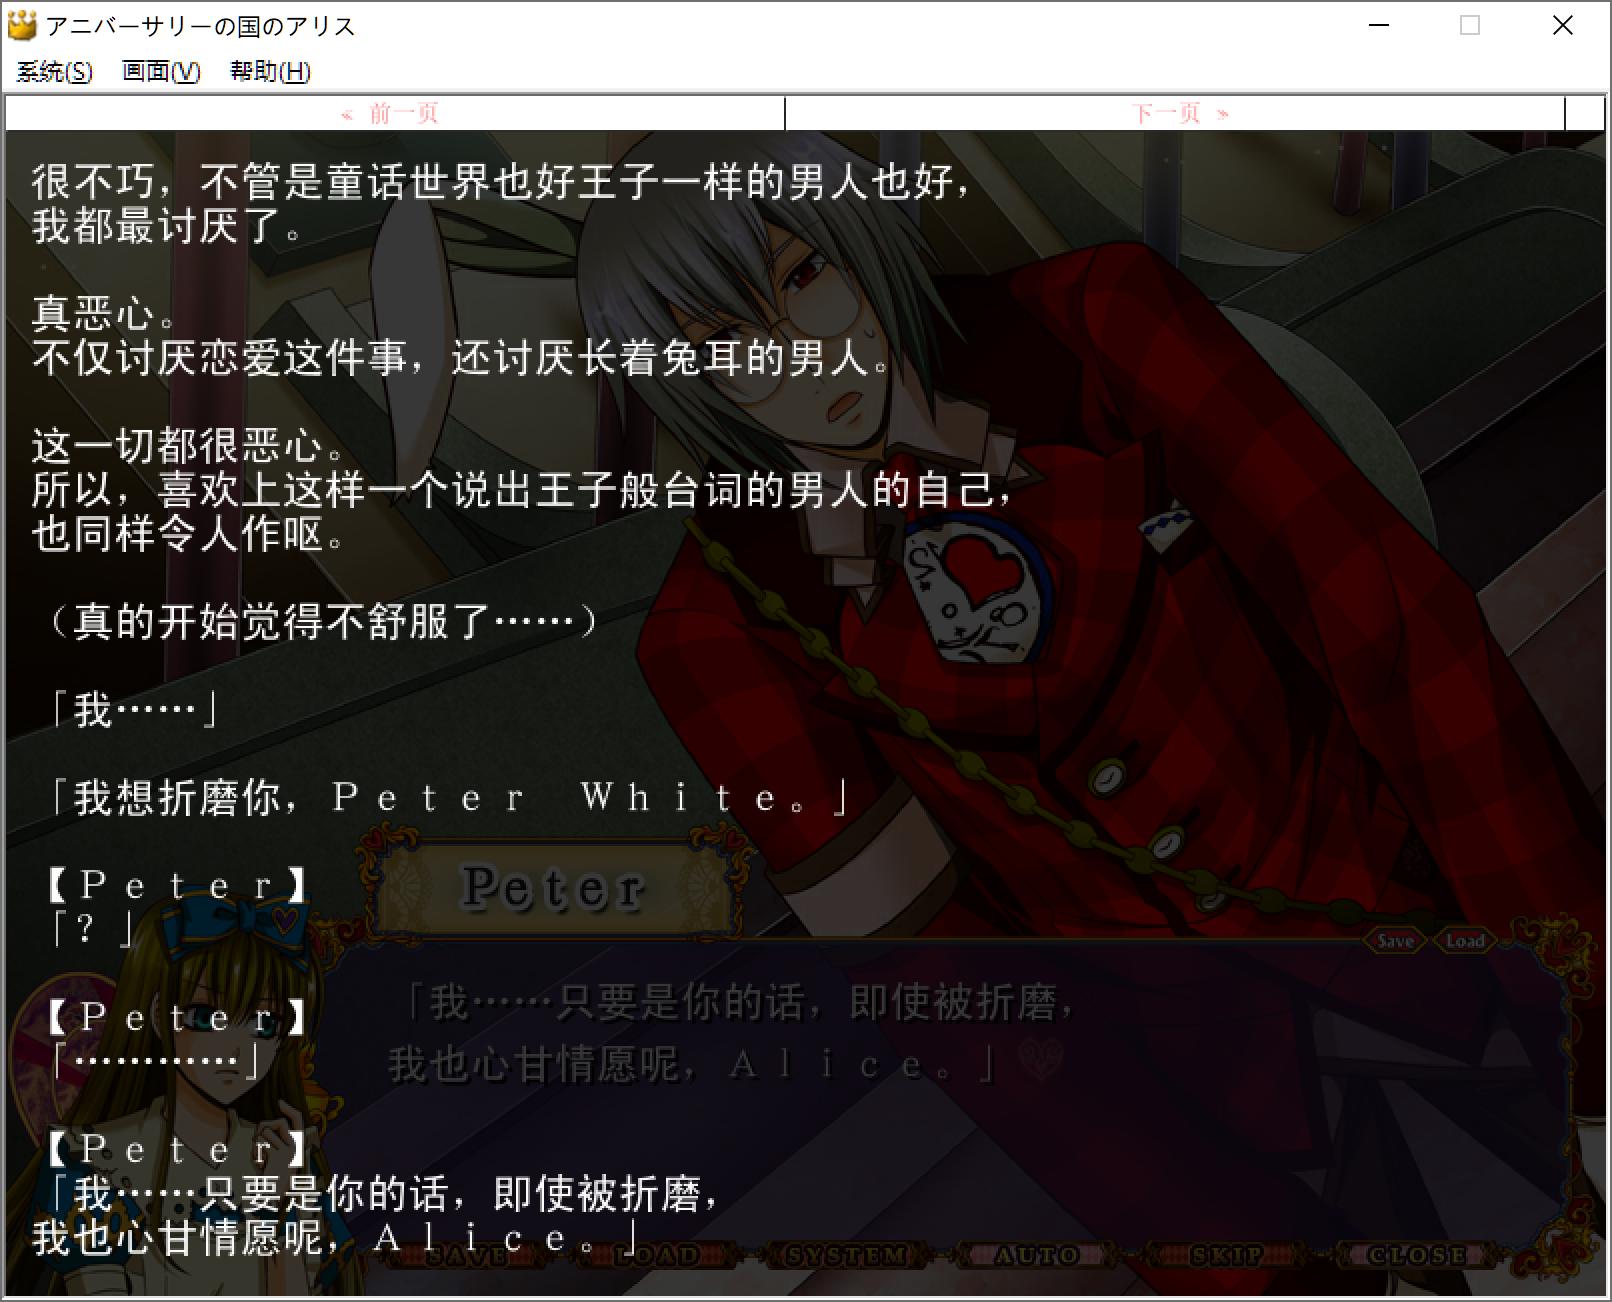 アニバーサリーの国のアリス
系统(S) 画面(V) 帮助(H)
« 前一页 下一页 »
很不巧，不管是童话世界也好王子一样的男人也好，
我都最讨厌了。
真恶心。
不仅讨厌恋爱这件事，还讨厌长着兔耳的男人。
这一切都很恶心。
所以，喜欢上这样一个说出王子般台词的男人的自己，
也同样令人作呕。
（真的开始觉得不舒服了……）
「我……」
「我想折磨你，Ｐｅｔｅｒ　Ｗｈｉｔｅ。」
【Ｐｅｔｅｒ】
「？」
【Ｐｅｔｅｒ】
「…………」
【Ｐｅｔｅｒ】
「我……只要是你的话，即使被折磨，
我也心甘情愿呢，Ａｌｉｃｅ。」
Ｐｅｔｅｒ
Save Load
「我……只要是你的话，即使被折磨，
我也心甘情愿呢，Ａｌｉｃｅ。」
SAVE LOAD SYSTEM AUTO SKIP CLOSE